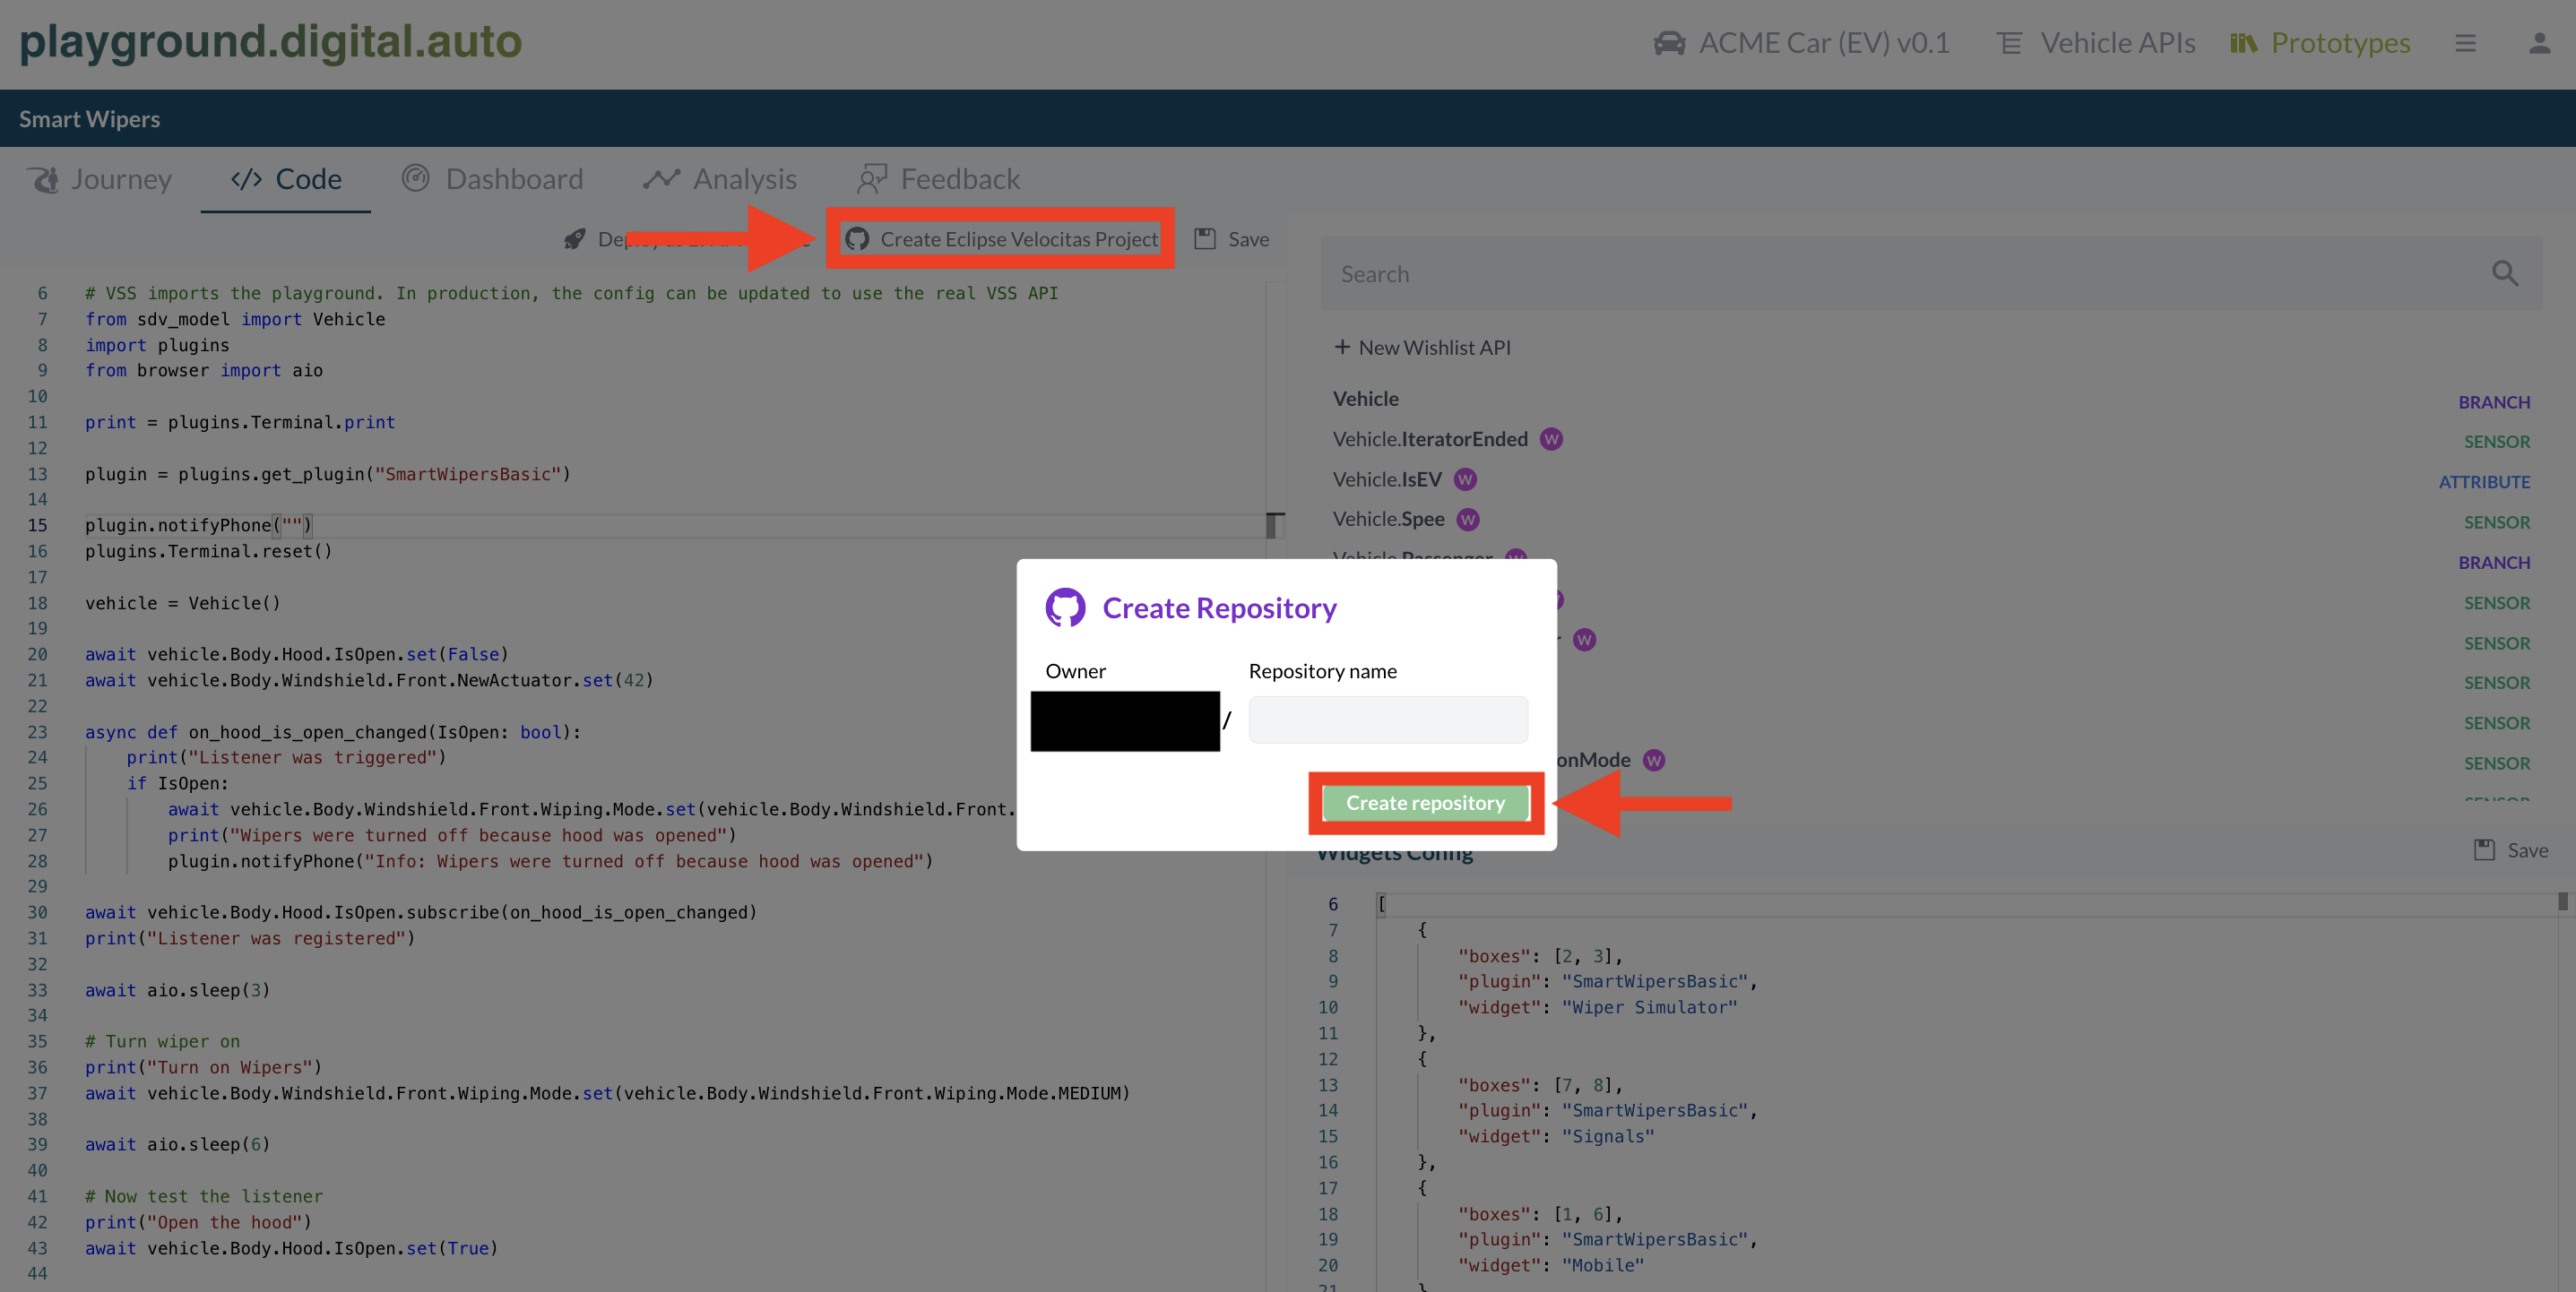 playground.digital.auto
ACME Car (EV) v0.1
Vehicle APIs
Prototypes
Smart Wipers
Journey
</> Code
Dashboard
Analysis
Feedback
Create Eclipse Velocitas Project
Save
6 # VSS imports the playground. In production, the config can be updated to use the real VSS API
7 from sdv_model import Vehicle
8 import plugins
9 from browser import aio
10
11 print = plugins.Terminal.print
12
13 plugin = plugins.get_plugin("SmartWipersBasic")
14
15 plugin.notifyPhone("")
16 plugins.Terminal.reset()
17
18 vehicle = Vehicle()
19
20 await vehicle.Body.Hood.IsOpen.set(False)
21 await vehicle.Body.Windshield.Front.NewActuator.set(42)
22
23 async def on_hood_is_open_changed(IsOpen: bool):
24 print("Listener was triggered")
25 if IsOpen:
26 await vehicle.Body.Windshield.Front.Wiping.Mode.set(vehicle.Body.Windshield.Front.
27 print("Wipers were turned off because hood was opened")
28 plugin.notifyPhone("Info: Wipers were turned off because hood was opened")
29
30 await vehicle.Body.Hood.IsOpen.subscribe(on_hood_is_open_changed)
31 print("Listener was registered")
32
33 await aio.sleep(3)
34
35 # Turn wiper on
36 print("Turn on Wipers")
37 await vehicle.Body.Windshield.Front.Wiping.Mode.set(vehicle.Body.Windshield.Front.Wiping.Mode.MEDIUM)
38
39 await aio.sleep(6)
40
41 # Now test the listener
42 print("Open the hood")
43 await vehicle.Body.Hood.IsOpen.set(True)
44
Search
+ New Wishlist API
Vehicle BRANCH
Vehicle.IteratorEnded W SENSOR
Vehicle.IsEV W ATTRIBUTE
Vehicle.Spee W SENSOR
Vehicle.Passenger W BRANCH
SENSOR
r W SENSOR
SENSOR
SENSOR
onMode W SENSOR
SENSOR
Create Repository
Owner
Repository name
/
Create repository
Widgets Config
Save
6 [
7 {
8 "boxes": [2, 3],
9 "plugin": "SmartWipersBasic",
10 "widget": "Wiper Simulator"
11 },
12 {
13 "boxes": [7, 8],
14 "plugin": "SmartWipersBasic",
15 "widget": "Signals"
16 },
17 {
18 "boxes": [1, 6],
19 "plugin": "SmartWipersBasic",
20 "widget": "Mobile"
21 }